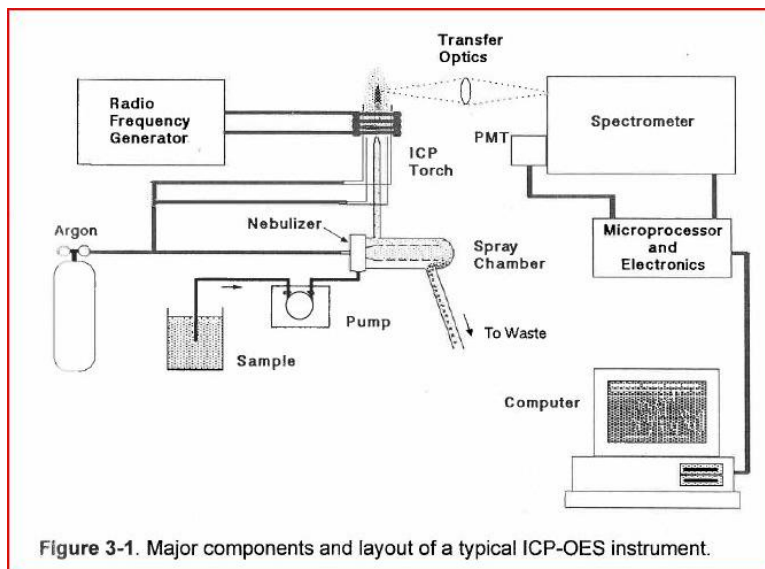 Transfer
Optics
Radio
Frequency
Generator
Spectrometer
PMT
ICP
Torch
Argon
Nebulizer
Microprocessor
and
Electronics
Spray
Chamber
Pump
To Waste
Sample
Computer
Figure 3-1. Major components and layout of a typical ICP-OES instrument.